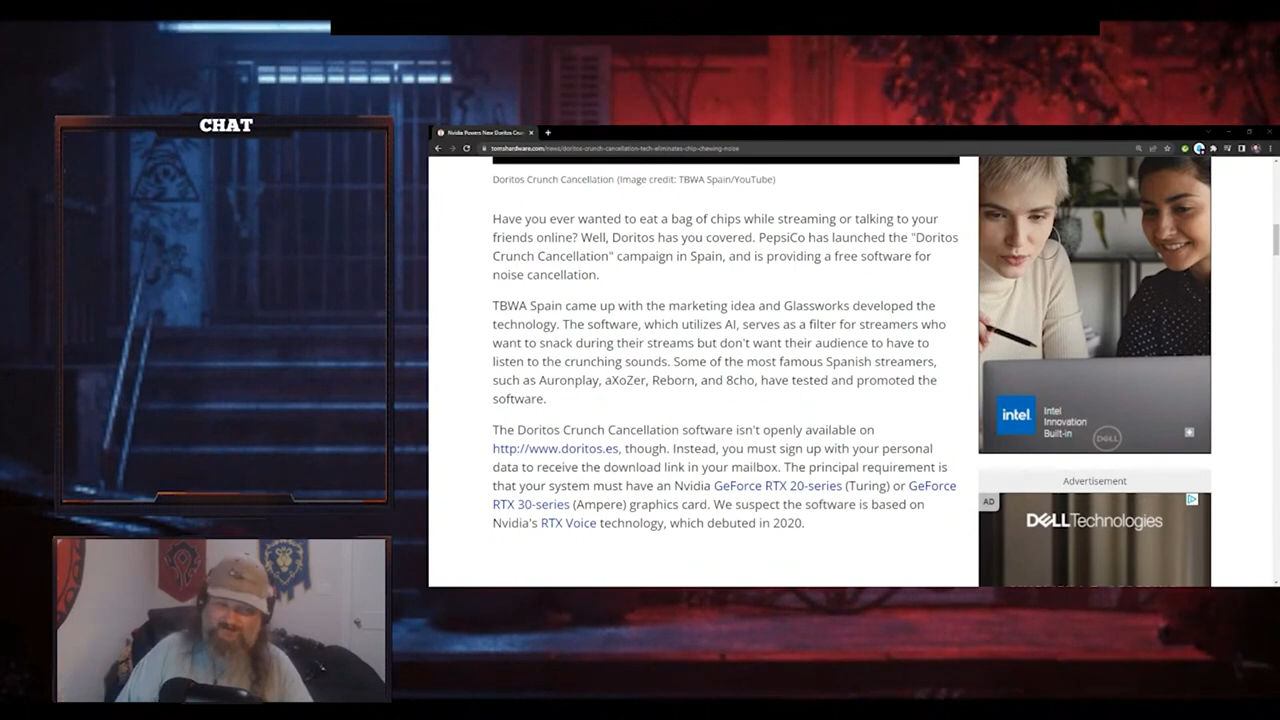 CHAT
Nvidia Powers New Doritos Crun
tomshardware.com/news/doritos-crunch-cancellation-tech-eliminates-chip-chewing-noise
Doritos Crunch Cancellation (Image credit: TBWA Spain/YouTube)
Have you ever wanted to eat a bag of chips while streaming or talking to your
friends online? Well, Doritos has you covered. PepsiCo has launched the "Doritos
Crunch Cancellation" campaign in Spain, and is providing a free software for
noise cancellation.
TBWA Spain came up with the marketing idea and Glassworks developed the
technology. The software, which utilizes AI, serves as a filter for streamers who
want to snack during their streams but don't want their audience to have to
listen to the crunching sounds. Some of the most famous Spanish streamers,
such as Auronplay, aXoZer, Reborn, and 8cho, have tested and promoted the
software.
The Doritos Crunch Cancellation software isn't openly available on
http://www.doritos.es, though. Instead, you must sign up with your personal
data to receive the download link in your mailbox. The principal requirement is
that your system must have an Nvidia GeForce RTX 20-series (Turing) or GeForce
RTX 30-series (Ampere) graphics card. We suspect the software is based on
Nvidia's RTX Voice technology, which debuted in 2020.
intel.
Intel
Innovation
Built-in
DELL
Advertisement
AD
DELLTechnologies